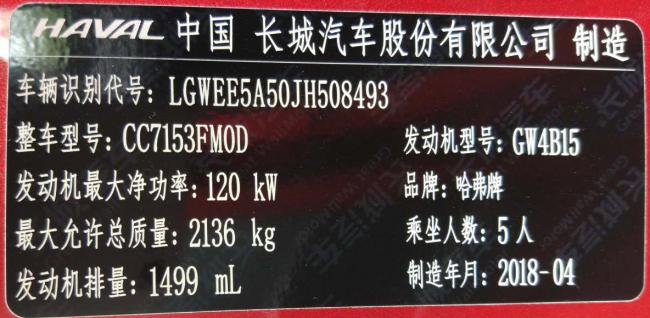 HAVAL 中国 长城汽车股份有限公司 制造
车辆识别代号: LGWEE5A50JH508493
整车型号: CC7153FM0D 发动机型号: GW4B15
发动机最大净功率: 120 kW 品牌: 哈弗牌
最大允许总质量: 2136 kg 乘坐人数: 5人
发动机排量: 1499 mL 制造年月: 2018-04